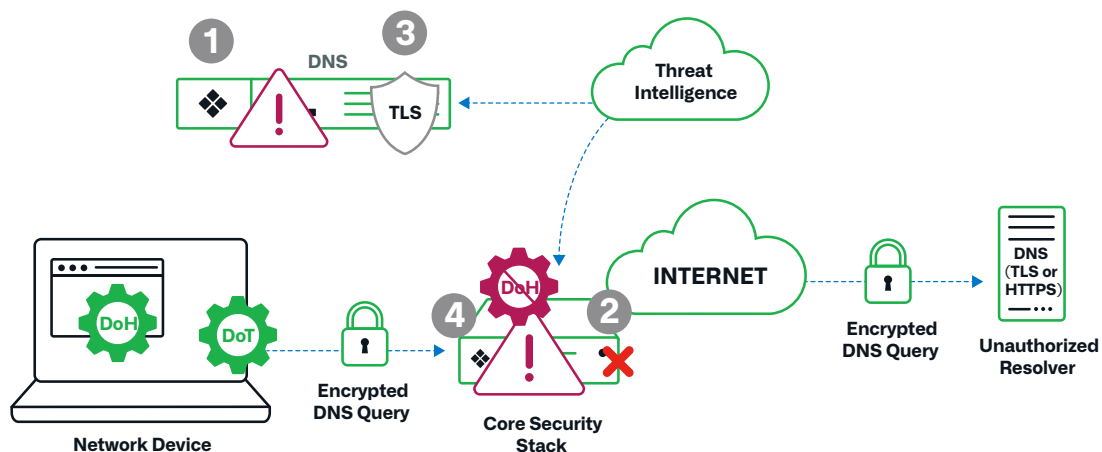 1
3
DNS
TLS
Threat
Intelligence
DoH
DoT
Encrypted
DNS Query
Network Device
4
DoH
2
Core Security
Stack
INTERNET
Encrypted
DNS Query
DNS
(TLS or
HTTPS)
Unauthorized
Resolver